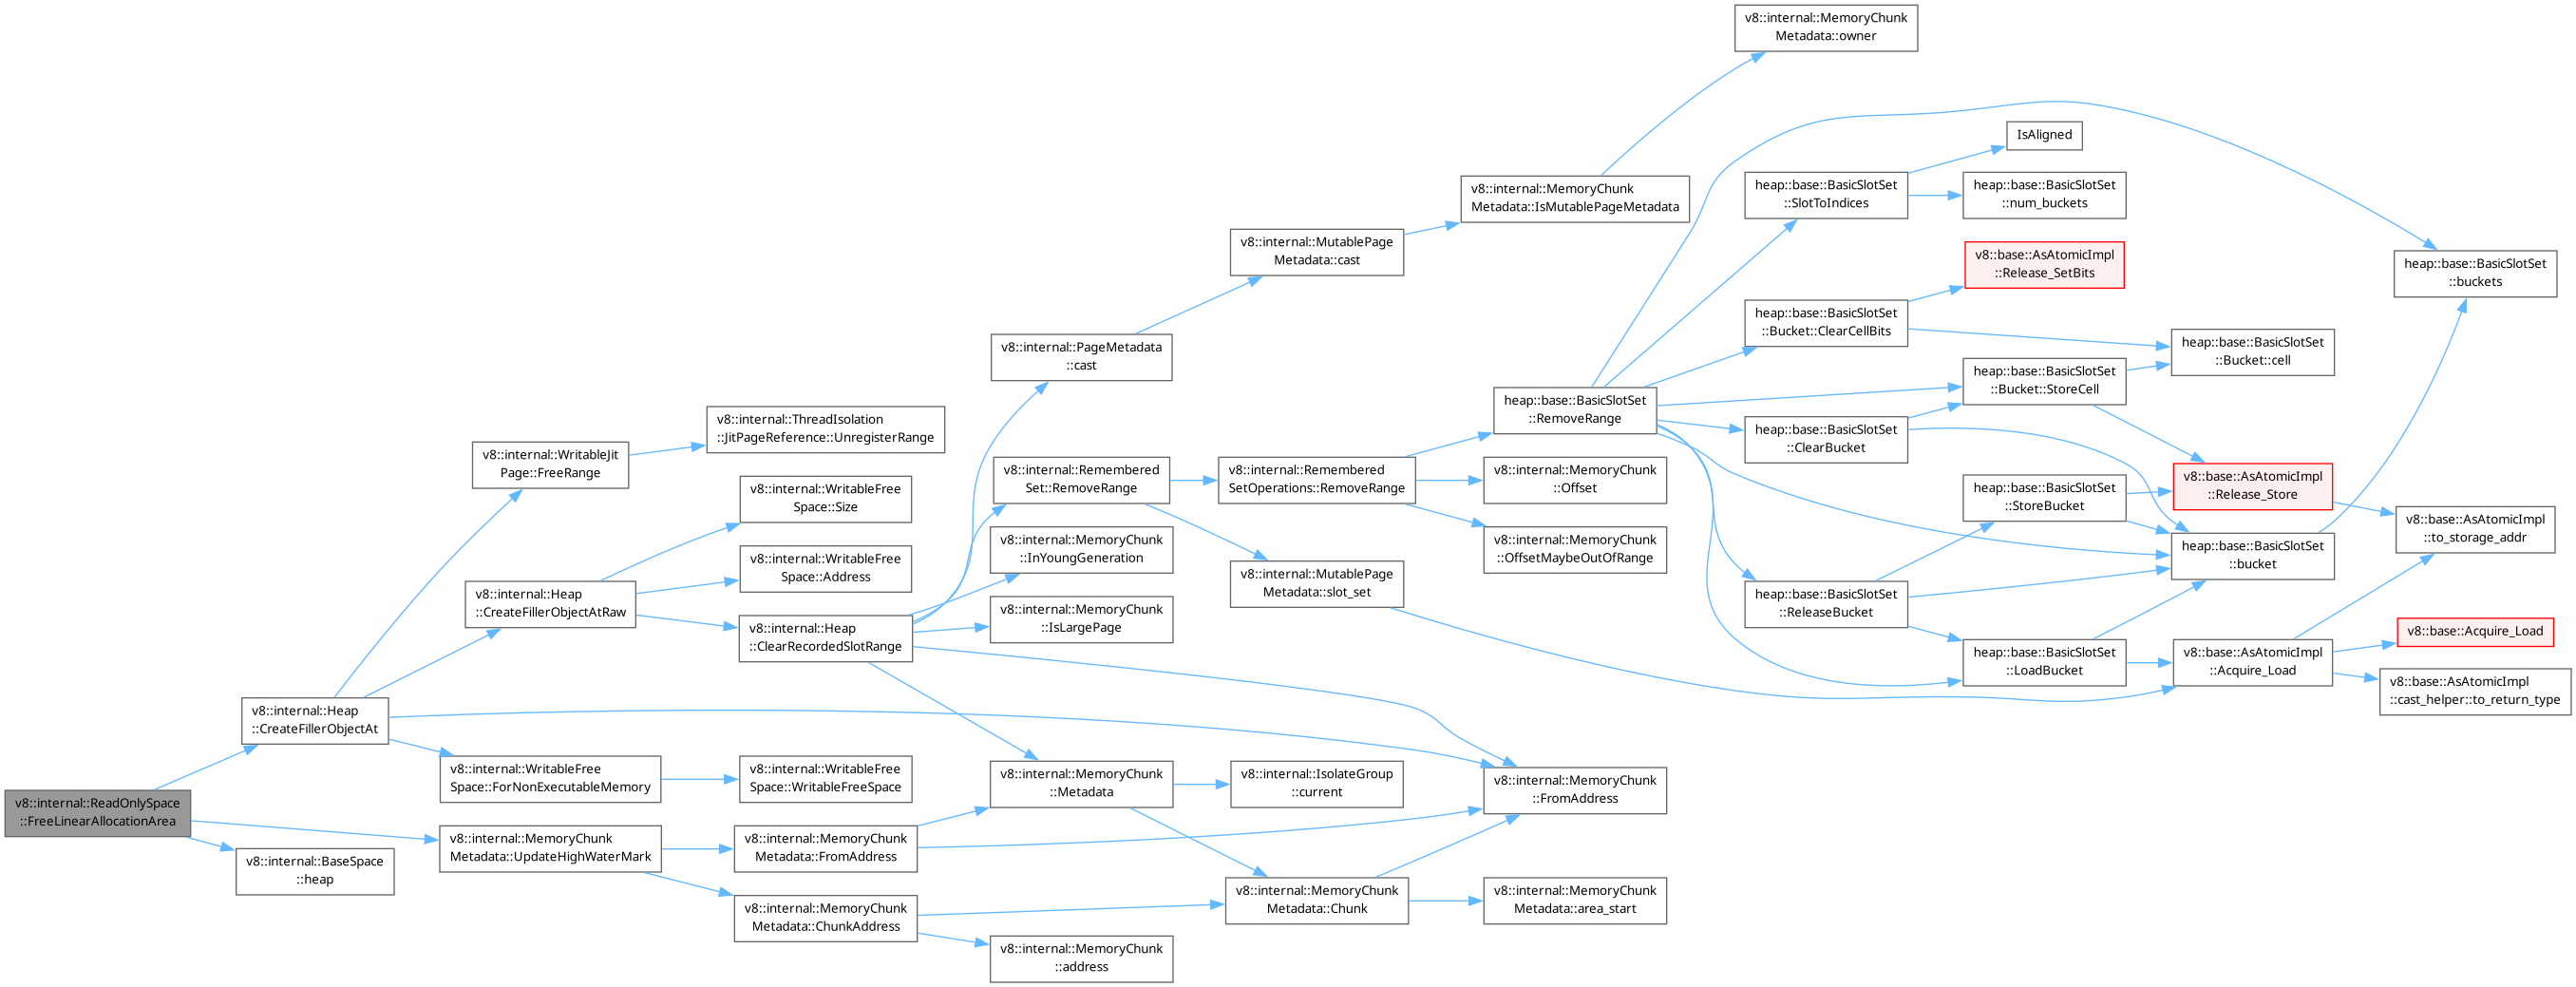 v8::internal::ReadOnlySpace
::FreeLinearAllocationArea
v8::internal::Heap
::CreateFillerObjectAt
v8::internal::BaseSpace
::heap
v8::internal::WritableJit
Page::FreeRange
v8::internal::Heap
::CreateFillerObjectAtRaw
v8::internal::WritableFree
Space::ForNonExecutableMemory
v8::internal::MemoryChunk
Metadata::UpdateHighWaterMark
v8::internal::ThreadIsolation
::JitPageReference::UnregisterRange
v8::internal::WritableFree
Space::Size
v8::internal::WritableFree
Space::Address
v8::internal::Heap
::ClearRecordedSlotRange
v8::internal::WritableFree
Space::WritableFreeSpace
v8::internal::MemoryChunk
Metadata::FromAddress
v8::internal::MemoryChunk
Metadata::ChunkAddress
v8::internal::PageMetadata
::cast
v8::internal::Remembered
Set::RemoveRange
v8::internal::MemoryChunk
::InYoungGeneration
v8::internal::MemoryChunk
::IsLargePage
v8::internal::MemoryChunk
::Metadata
v8::internal::MemoryChunk
::address
v8::internal::MutablePage
Metadata::cast
v8::internal::Remembered
SetOperations::RemoveRange
v8::internal::MutablePage
Metadata::slot_set
v8::internal::IsolateGroup
::current
v8::internal::MemoryChunk
Metadata::Chunk
v8::internal::MemoryChunk
Metadata::IsMutablePageMetadata
heap::base::BasicSlotSet
::RemoveRange
v8::internal::MemoryChunk
::Offset
v8::internal::MemoryChunk
::OffsetMaybeOutOfRange
v8::internal::MemoryChunk
::FromAddress
v8::internal::MemoryChunk
Metadata::area_start
v8::internal::MemoryChunk
Metadata::owner
heap::base::BasicSlotSet
::SlotToIndices
heap::base::BasicSlotSet
::Bucket::ClearCellBits
heap::base::BasicSlotSet
::ClearBucket
heap::base::BasicSlotSet
::ReleaseBucket
IsAligned
heap::base::BasicSlotSet
::num_buckets
v8::base::AsAtomicImpl
::Release_SetBits
heap::base::BasicSlotSet
::Bucket::StoreCell
heap::base::BasicSlotSet
::StoreBucket
heap::base::BasicSlotSet
::LoadBucket
heap::base::BasicSlotSet
::Bucket::cell
v8::base::AsAtomicImpl
::Release_Store
heap::base::BasicSlotSet
::bucket
v8::base::AsAtomicImpl
::Acquire_Load
heap::base::BasicSlotSet
::buckets
v8::base::AsAtomicImpl
::to_storage_addr
v8::base::Acquire_Load
v8::base::AsAtomicImpl
::cast_helper::to_return_type